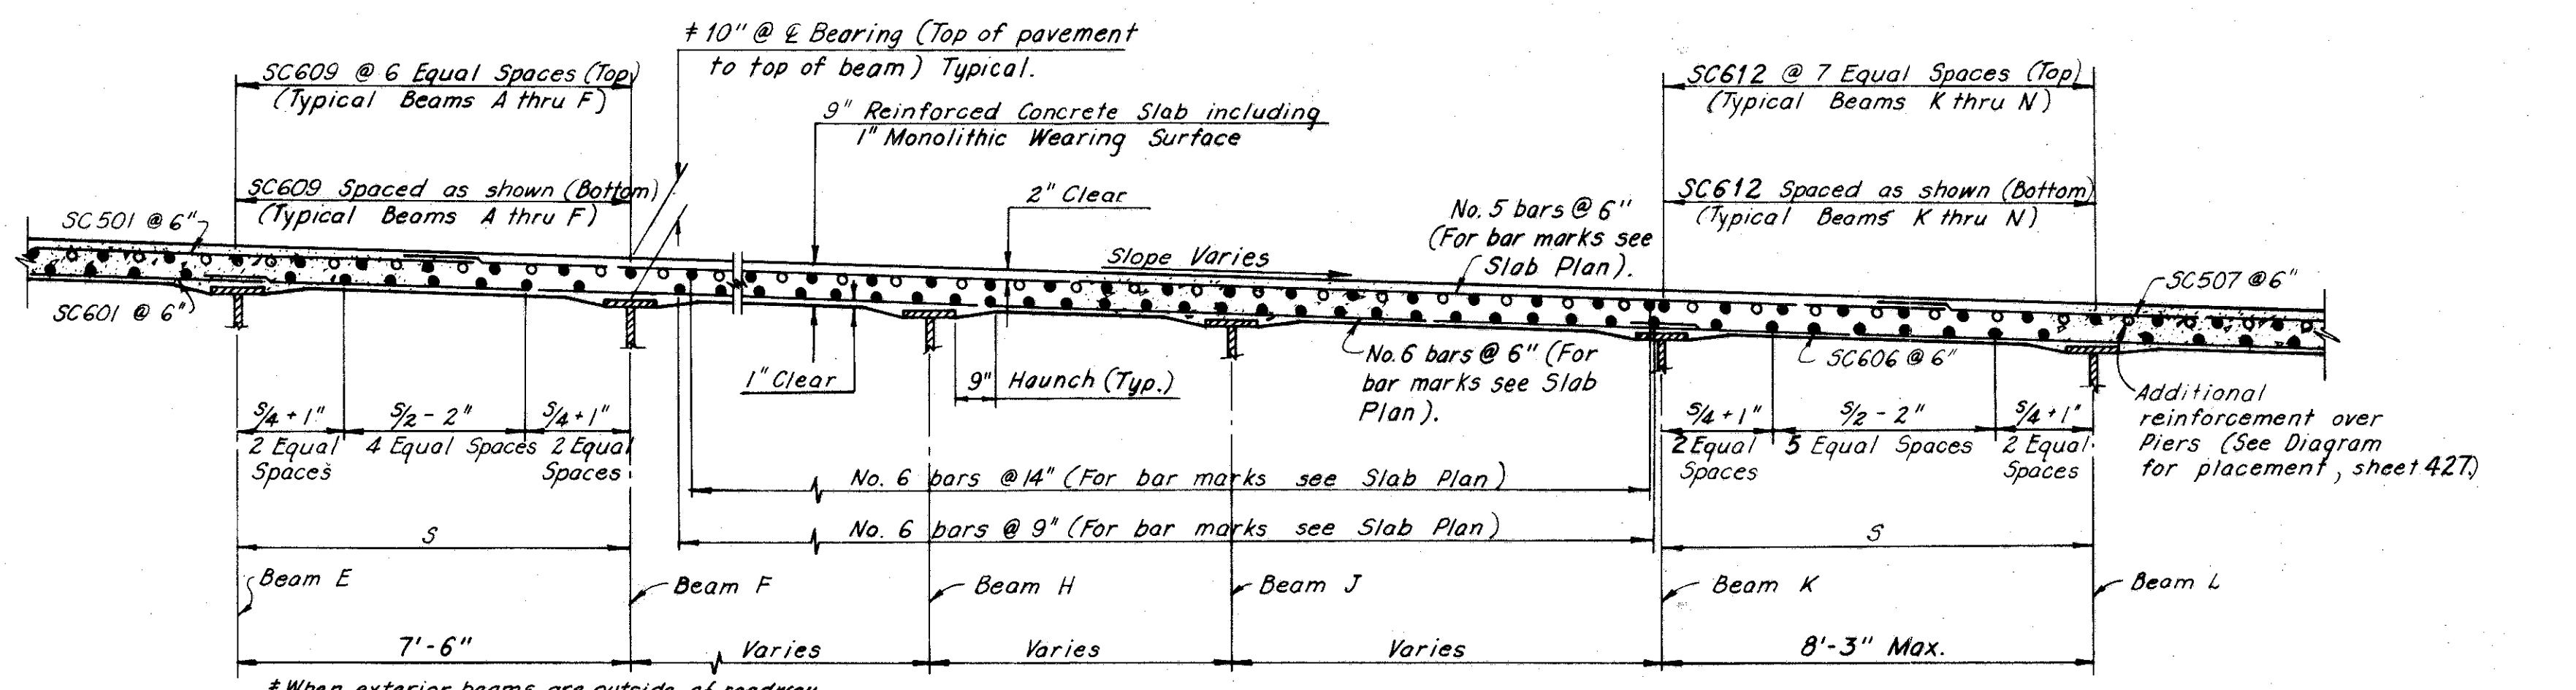 ‡ 10" @ ℄ Bearing (Top of pavement
to top of beam) Typical.
SC609 @ 6 Equal Spaces (Top)
(Typical Beams A thru F)
SC612 @ 7 Equal Spaces (Top)
(Typical Beams K thru N)
9" Reinforced Concrete Slab including
1" Monolithic Wearing Surface
SC609 Spaced as shown (Bottom)
(Typical Beams A thru F)
2" Clear
SC612 Spaced as shown (Bottom)
(Typical Beams K thru N)
SC501 @ 6"
No. 5 bars @ 6"
(For bar marks see
Slab Plan).
Slope Varies
SC507 @ 6"
SC601 @ 6"
1" Clear
9" Haunch (Typ.)
No. 6 bars @ 6" (For
bar marks see Slab
Plan).
SC606 @ 6"
Additional
reinforcement over
Piers (See Diagram
for placement, sheet 427.)
S/4 + 1"
2 Equal
Spaces
S/2 - 2"
4 Equal Spaces
S/4 + 1"
2 Equal
Spaces
S/4 + 1"
2 Equal
Spaces
S/2 - 2"
5 Equal Spaces
S/4 + 1"
2 Equal
Spaces
No. 6 bars @ 14" (For bar marks see Slab Plan)
No. 6 bars @ 9" (For bar marks see Slab Plan)
S
S
Beam E
Beam F
Beam H
Beam J
Beam K
Beam L
7'-6"
Varies
Varies
Varies
8'-3" Max.
‡ When exterior beams are outside of roadway